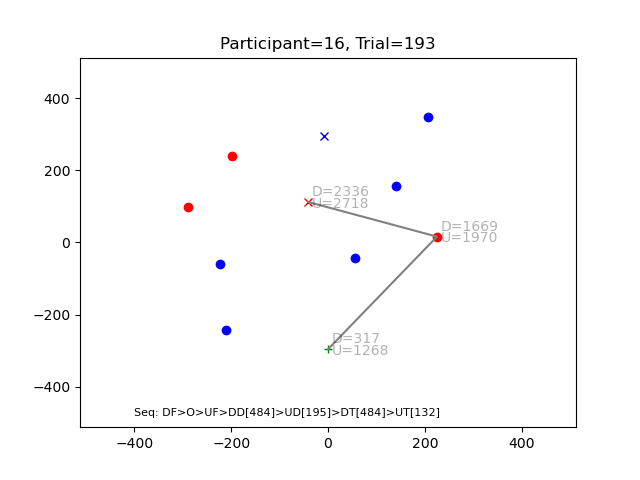 Participant=16, Trial=193
400
200
0
−200
−400
D=2336
U=2718
D=1669
U=1970
D=317
U=1268
Seq: DF>O>UF>DD[484]>UD[195]>DT[484]>UT[132]
−400
−200
0
200
400